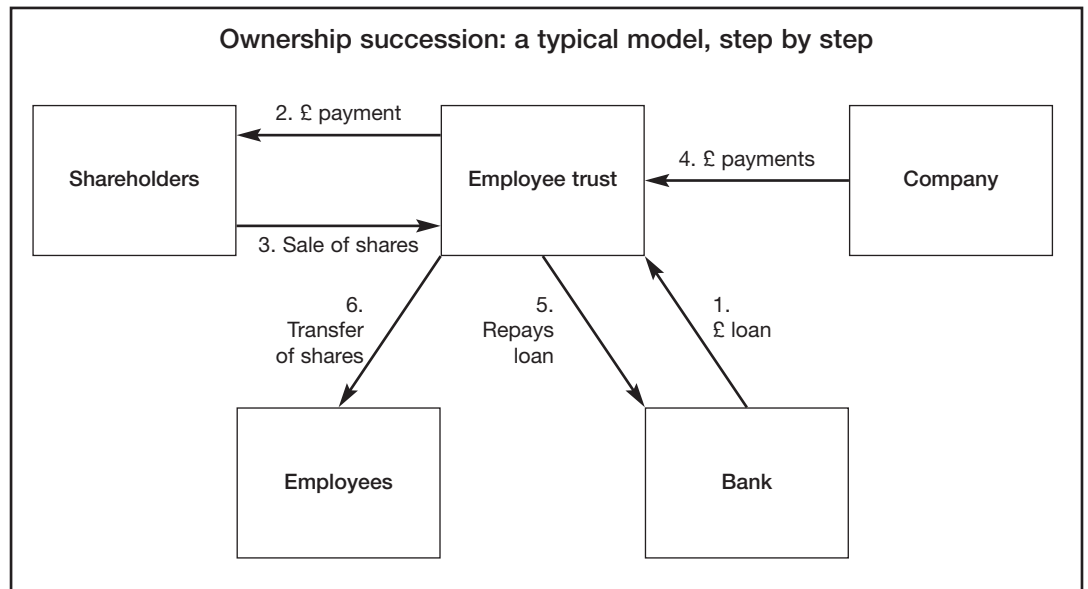 Ownership succession: a typical model, step by step
2. £ payment
4. £ payments
Shareholders
Employee trust
Company
3. Sale of shares
6.
Transfer
of shares
5.
Repays
loan
1.
£ loan
Employees
Bank